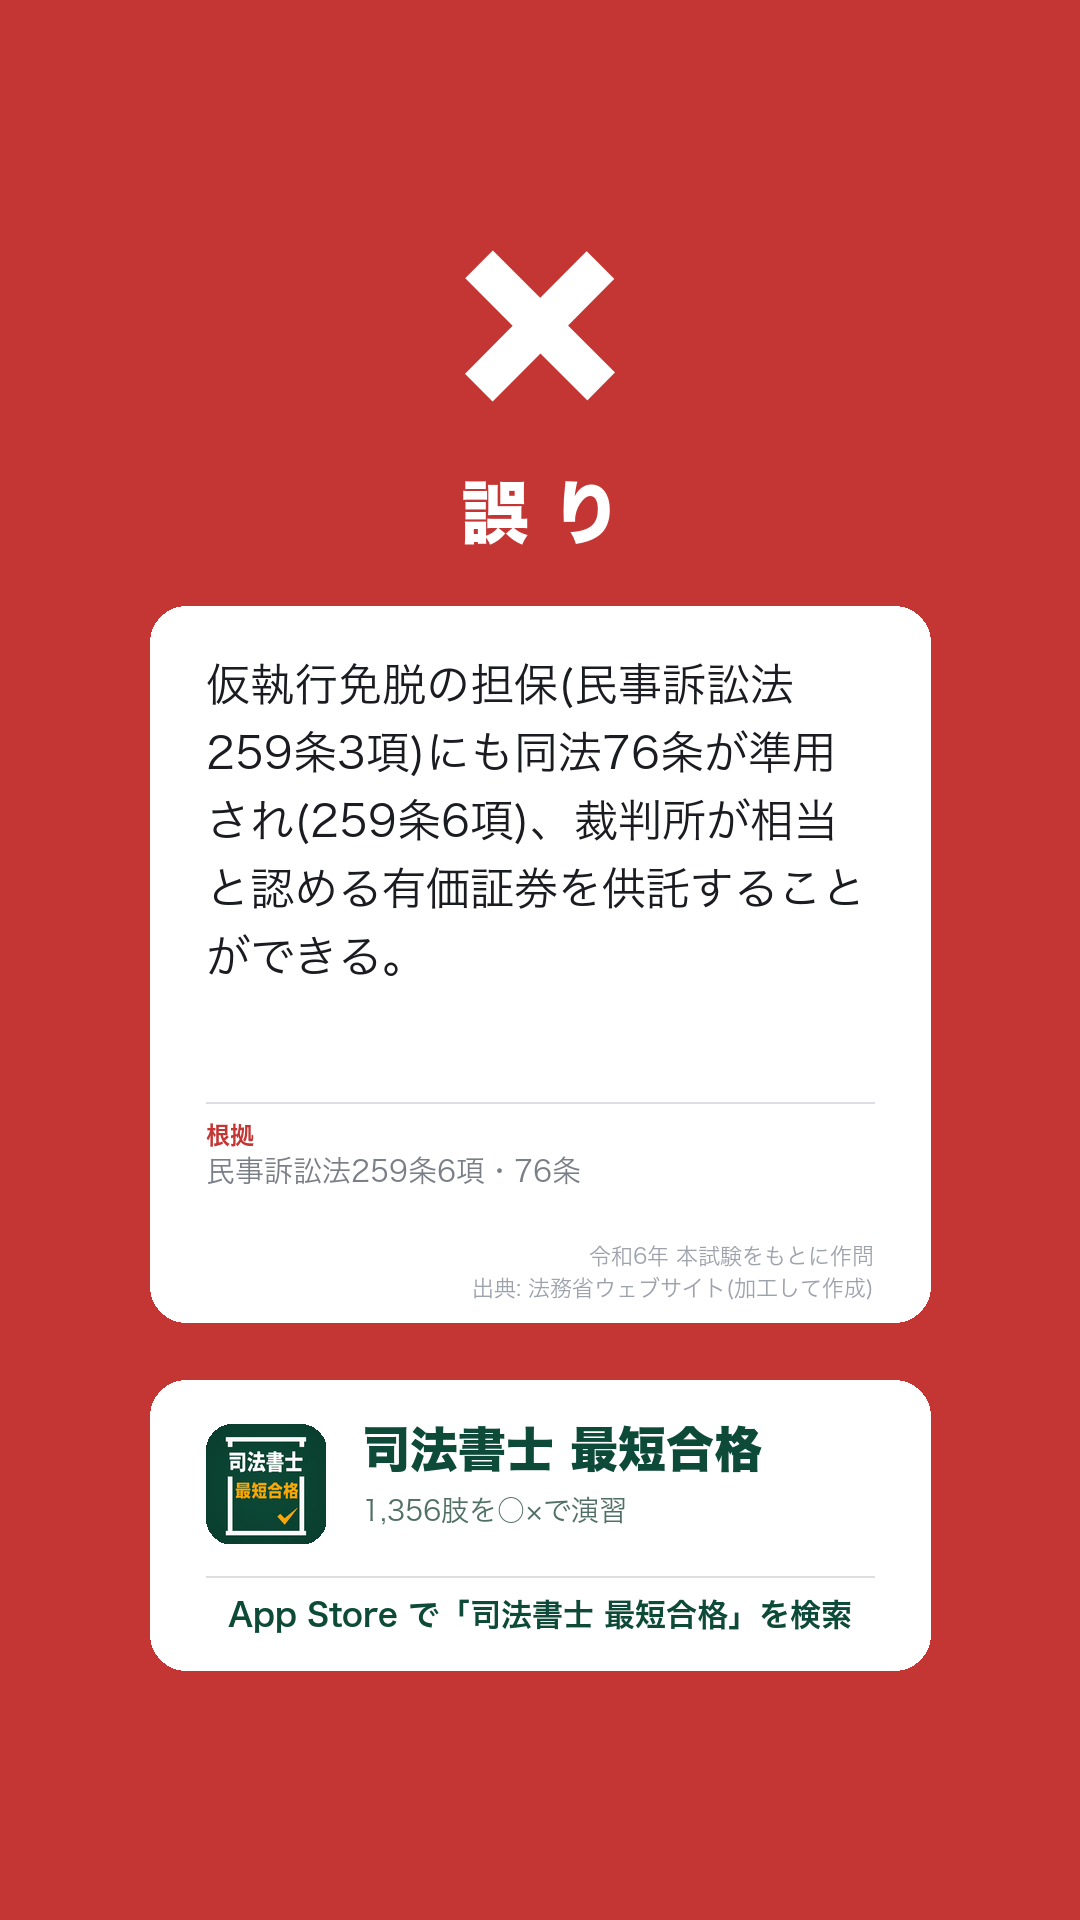 ×
誤り
仮執行免脱の担保(民事訴訟法
259条3項)にも同法76条が準用
され(259条6項)、裁判所が相当
と認める有価証券を供託すること
ができる。
根拠
民事訴訟法259条6項・76条
令和6年 本試験をもとに作問
出典: 法務省ウェブサイト(加工して作成)
司法書士
最短合格
司法書士 最短合格
1,356肢を○×で演習
App Store で「司法書士 最短合格」を検索